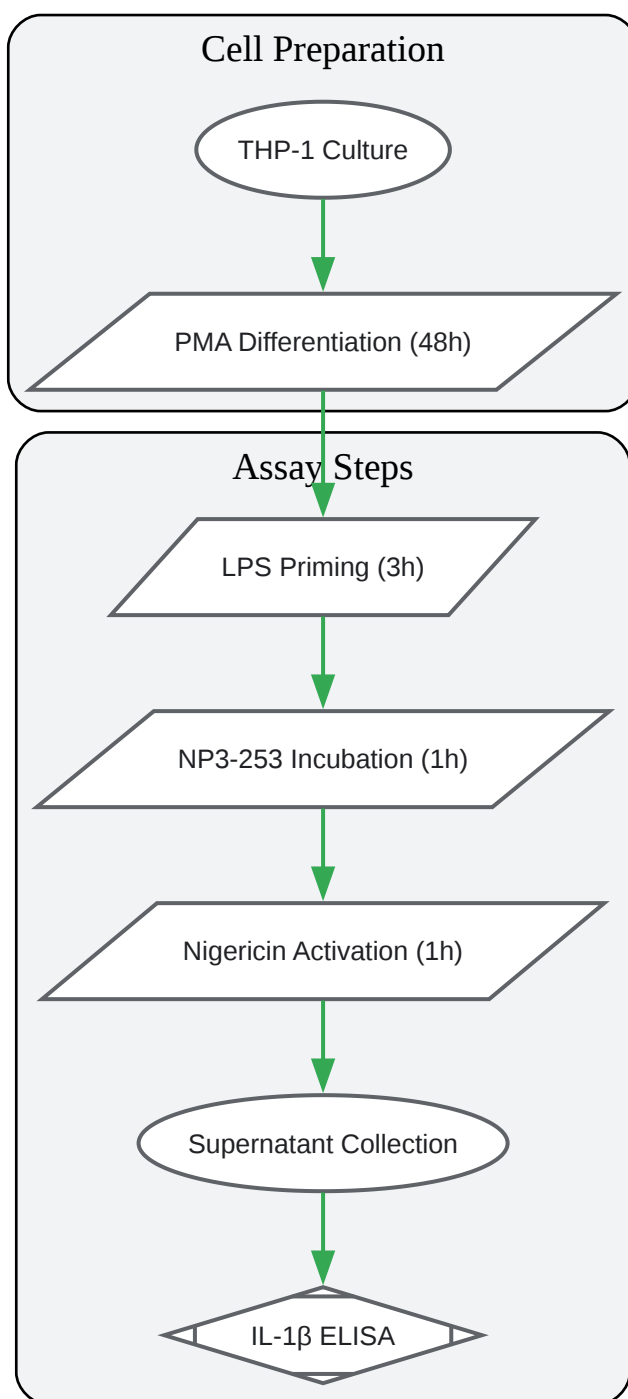 Cell Preparation
THP-1 Culture
PMA Differentiation (48h)
Assay Steps
LPS Priming (3h)
NP3-253 Incubation (1h)
Nigericin Activation (1h)
Supernatant Collection
IL-1β ELISA